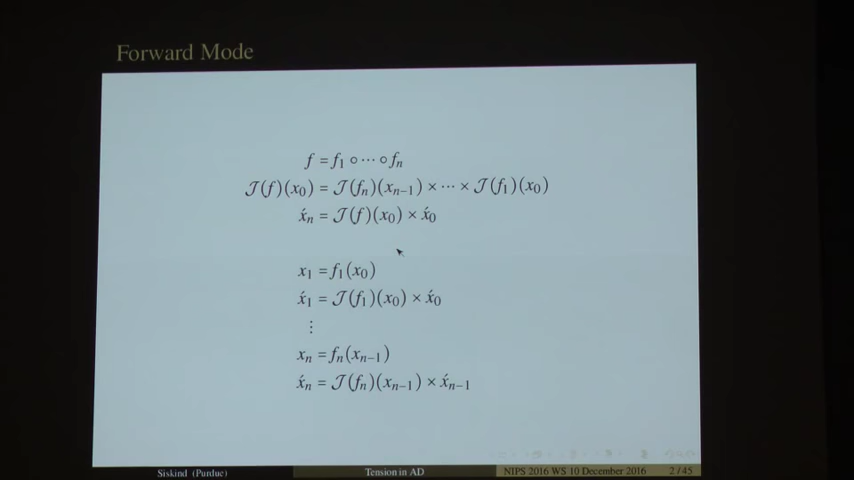 Forward Mode
f = f₁ ∘ ⋯ ∘ fₙ
𝒥(f)(x₀) = 𝒥(fₙ)(xₙ₋₁) × ⋯ × 𝒥(f₁)(x₀)
x́ₙ = 𝒥(f)(x₀) × x́₀
x₁ = f₁(x₀)
x́₁ = 𝒥(f₁)(x₀) × x́₀
⋮
xₙ = fₙ(xₙ₋₁)
x́ₙ = 𝒥(fₙ)(xₙ₋₁) × x́ₙ₋₁
Siskind (Purdue) Tension in AD NIPS 2016 WS 10 December 2016 2 / 45